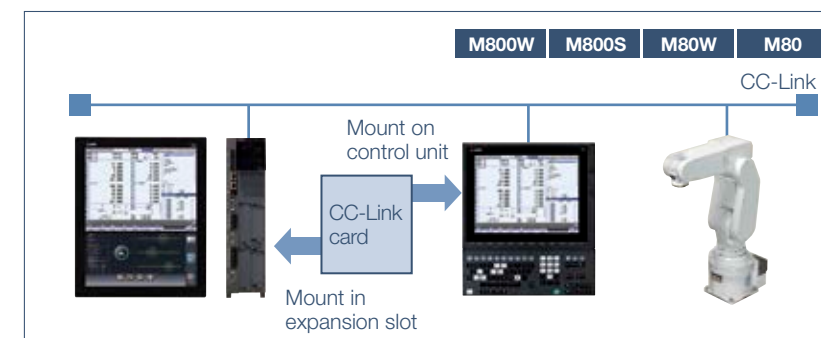 M800W M800S M80W M80
CC-Link
Mount on
control unit
CC-Link
card
Mount in
expansion slot